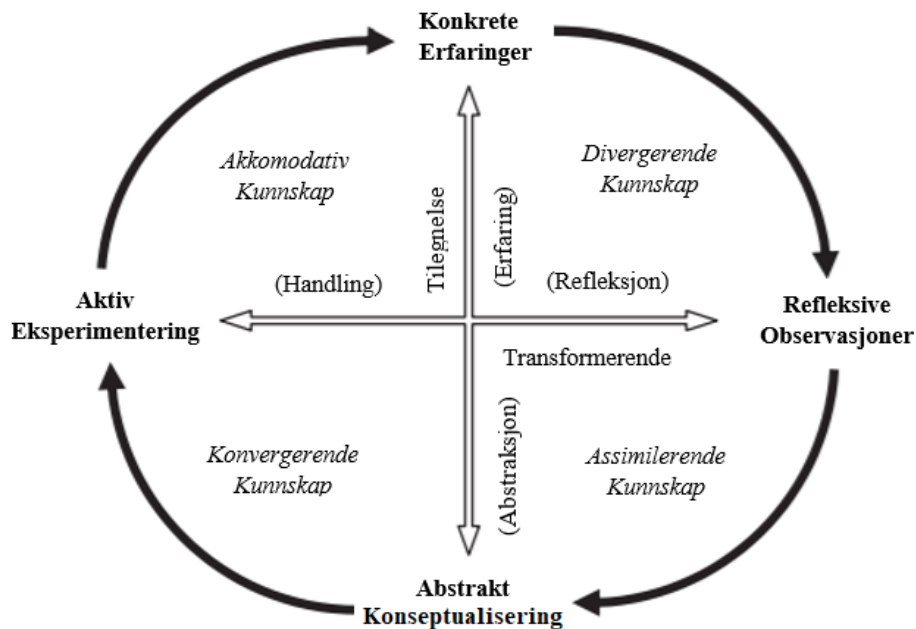 Konkrete
Erfaringer
Akkomodativ
Kunnskap
Divergerende
Kunnskap
Tilegnelse
(Erfaring)
(Handling)
(Refleksjon)
Aktiv
Eksperimentering
Refleksive
Observasjoner
Transformerende
(Abstraksjon)
Konvergerende
Kunnskap
Assimilerende
Kunnskap
Abstrakt
Konseptualisering